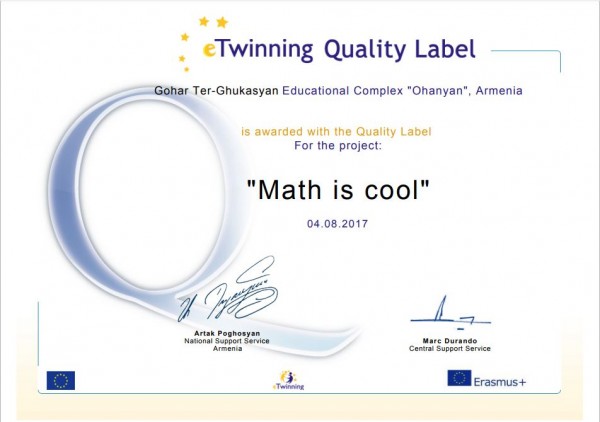 eTwinning Quality Label
Gohar Ter-Ghukasyan Educational Complex "Ohanyan", Armenia
is awarded with the Quality Label
For the project:
"Math is cool"
04.08.2017
Artak Poghosyan
National Support Service
Armenia
Marc Durando
Central Support Service
eTwinning
Erasmus+